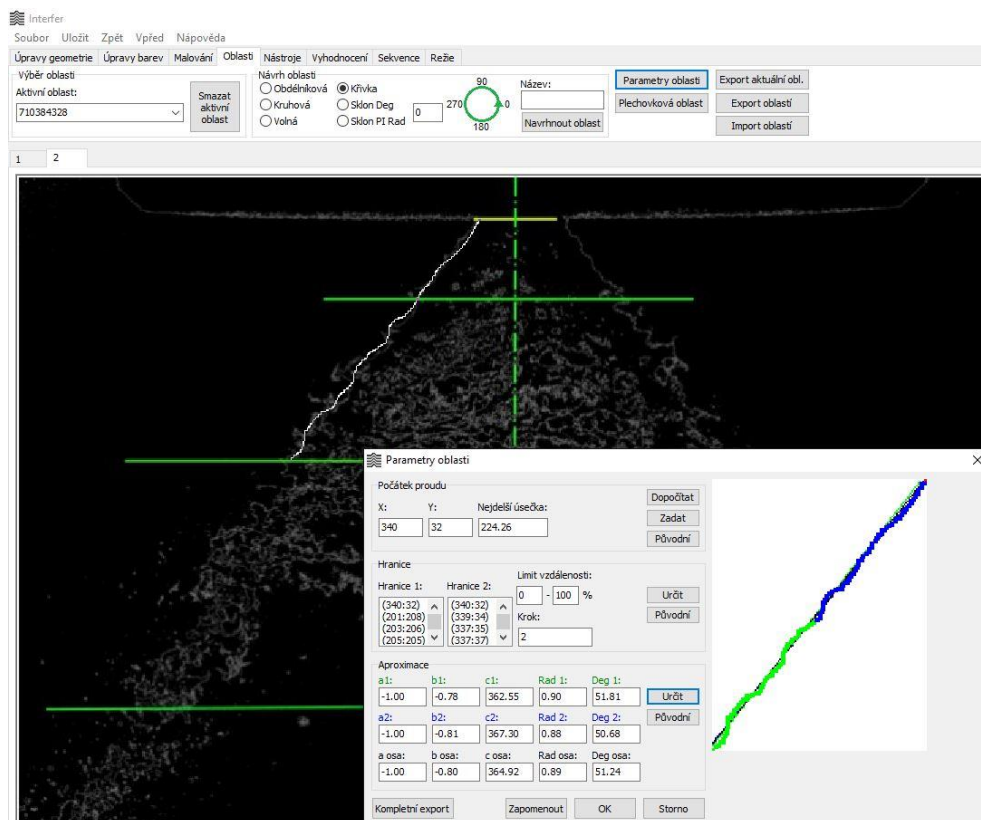 Interfer
Soubor Uložit Zpět Vpřed Nápověda
Úpravy geometrie Úpravy barev Malování Oblasti Nástroje Vyhodnocení Sekvence Režie
Výběr oblasti
Aktivní oblast:
710384328
Smazat
aktivní
oblast
Návrh oblasti
Obdélníková Křivka
Kruhová Sklon Deg
Volná Sklon PI Rad 0
90
270 0
180
Název:
Navrhnout oblast
Parametry oblasti Export aktuální obl.
Plechovková oblast Export oblastí
Import oblastí
1 2
Parametry oblasti
Počátek proudu
X: Y: Nejdelší úsečka:
340 32 224.26
Dopočítat
Zadat
Původní
Hranice
Hranice 1: Hranice 2: Limit vzdálenosti:
(340:32) (340:32) 0 - 100 %
(201:208) (339:34) Krok:
(203:206) (337:35) 2
(205:205) (337:37)
Určit
Původní
Aproximace
a1: b1: c1: Rad 1: Deg 1:
-1.00 -0.78 362.55 0.90 51.81 Určit
a2: b2: c2: Rad 2: Deg 2: Původní
-1.00 -0.81 367.30 0.88 50.68
a osa: b osa: c osa: Rad osa: Deg osa:
-1.00 -0.80 364.92 0.89 51.24
Kompletní export Zapomenout OK Storno